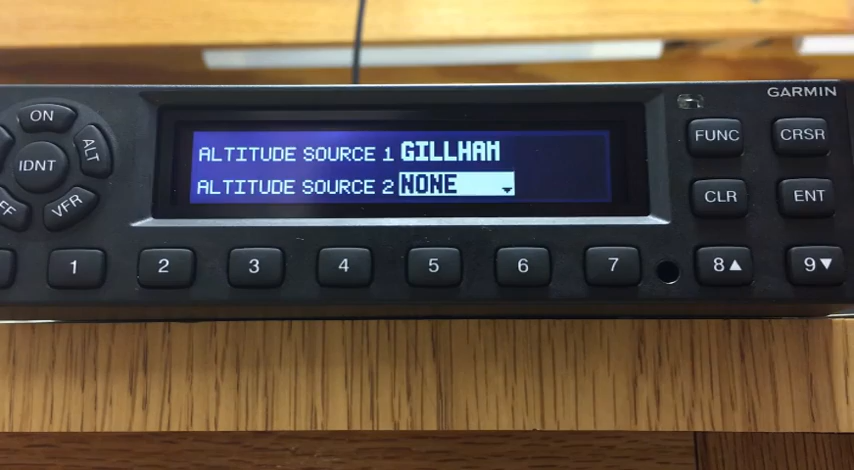 GARMIN
ON
ALT
IDNT
VFR
ALTITUDE SOURCE 1 GILLHAM
ALTITUDE SOURCE 2 NONE
FUNC CRSR
CLR ENT
1 2 3 4 5 6 7 8▲ 9▼